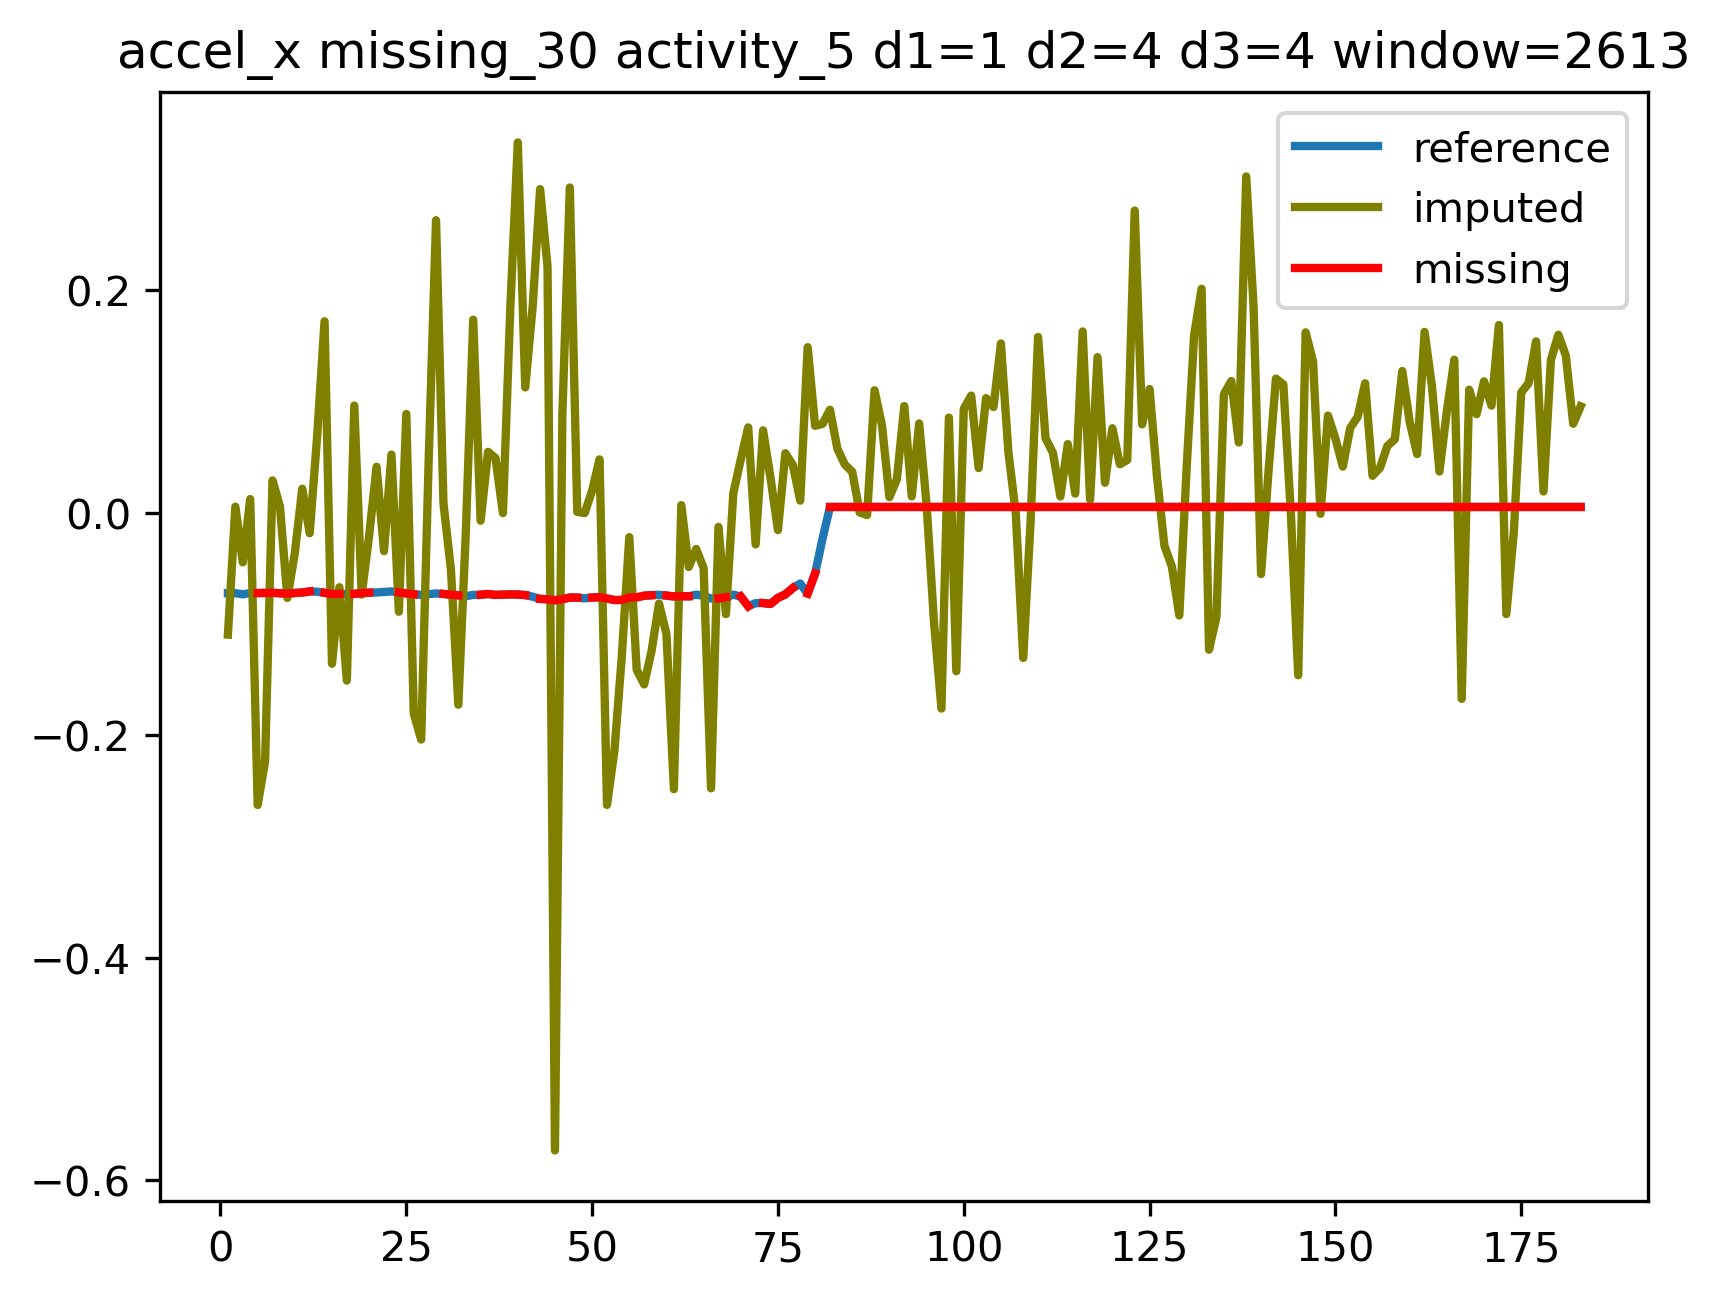 accel_x missing_30 activity_5 d1=1 d2=4 d3=4 window=2613
reference
imputed
missing
0.2
0.0
−0.2
−0.4
−0.6
0 25 50 75 100 125 150 175